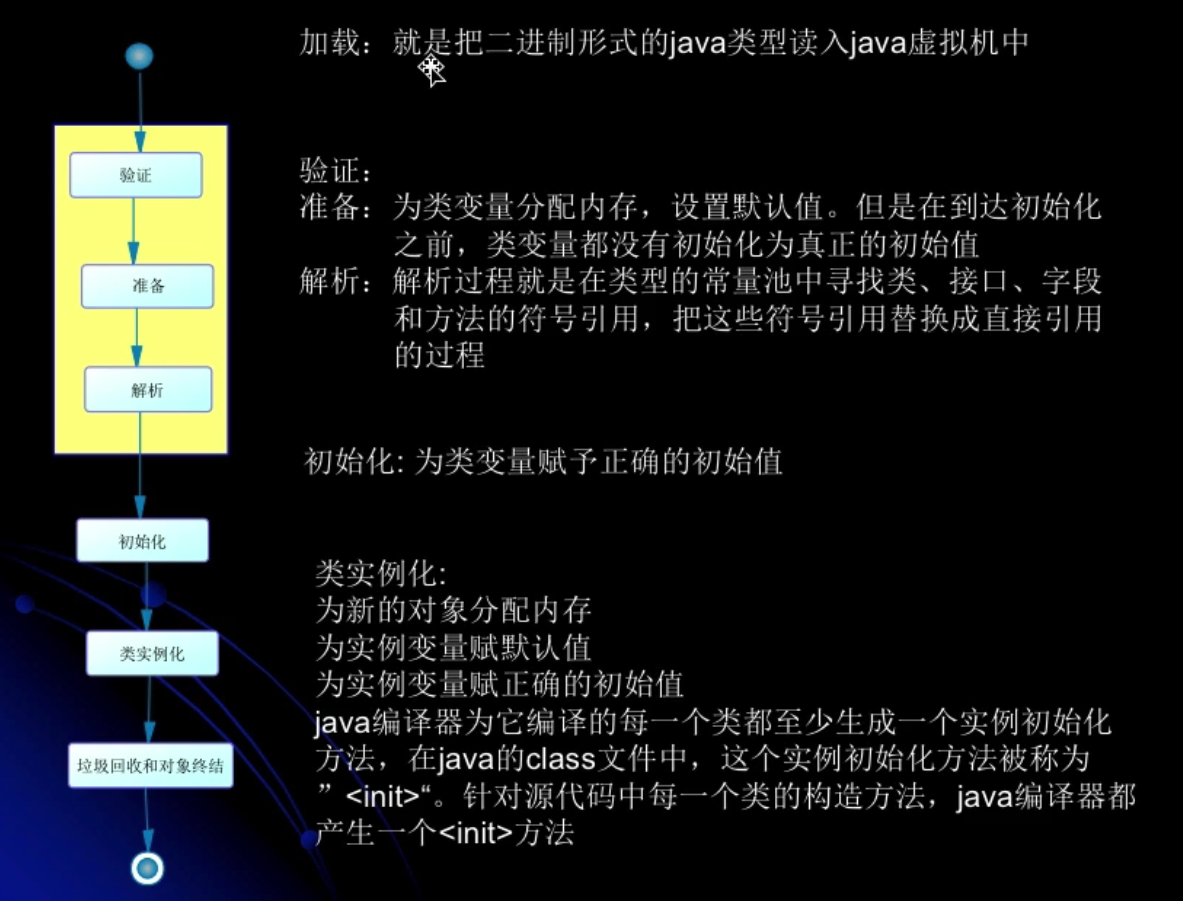 加载：就是把二进制形式的java类型读入java虚拟机中
验证
验证：
准备：为类变量分配内存，设置默认值。但是在到达初始化
之前，类变量都没有初始化为真正的初始值
准备
解析：解析过程就是在类型的常量池中寻找类、接口、字段
和方法的符号引用，把这些符号引用替换成直接引用
的过程
解析
初始化: 为类变量赋予正确的初始值
初始化
类实例化:
为新的对象分配内存
为实例变量赋默认值
为实例变量赋正确的初始值
java编译器为它编译的每一个类都至少生成一个实例初始化
方法，在java的class文件中，这个实例初始化方法被称为
”<init>“。针对源代码中每一个类的构造方法，java编译器都
产生一个<init>方法
类实例化
垃圾回收和对象终结